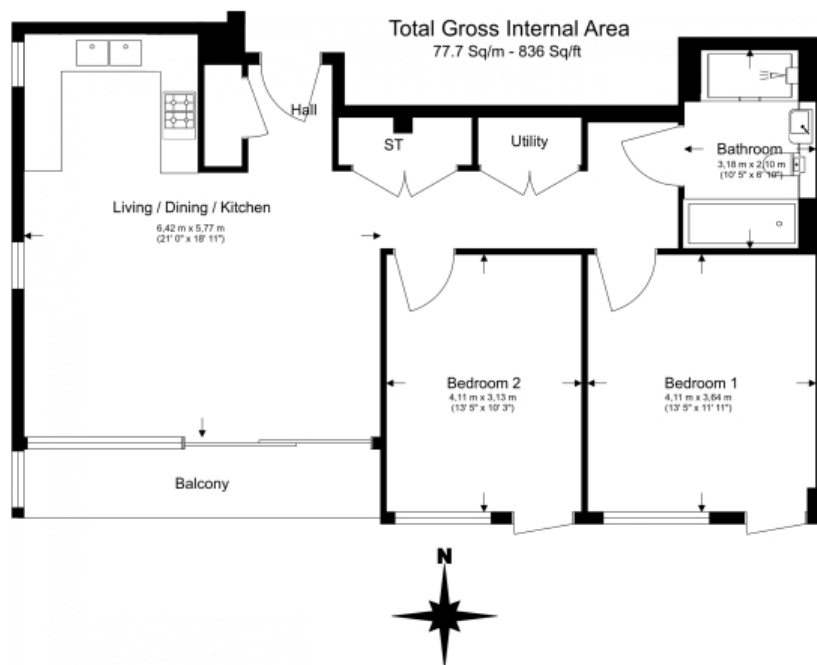 Total Gross Internal Area
77.7 Sq/m - 836 Sq/ft
Hall
ST
Utility
Bathroom
3,18 m x 2,10 m
(10' 5" x 6' 10")
Living / Dining / Kitchen
6,42 m x 5,77 m
(21' 0" x 18' 11")
Bedroom 2
4,11 m x 3,13 m
(13' 5" x 10' 3")
Bedroom 1
4,11 m x 3,64 m
(13' 5" x 11' 11")
Balcony
N